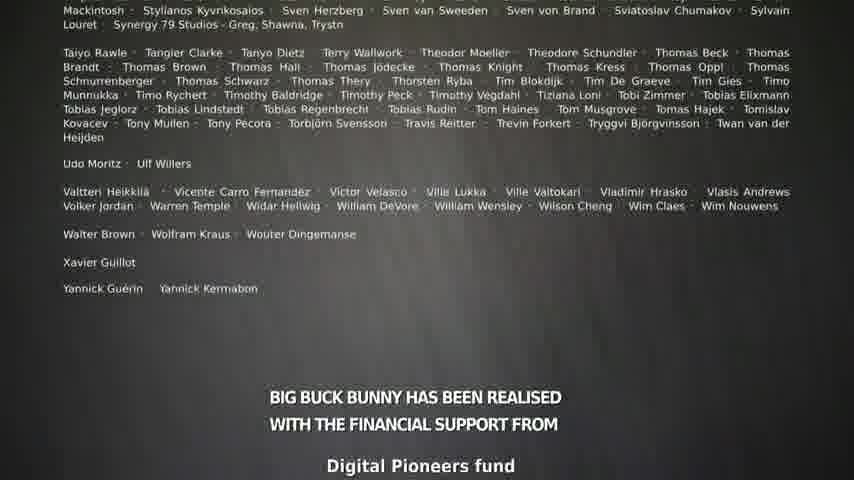 Mackintosh · Styllanos Kyvnkosaios · Sven Herzberg · Sven van Sweeden · Sven von Brand · Sviatoslav Chumakov · Sylvain
Louret · Synergy 79 Studios - Greg, Shawna, Trystn
Taiyo Rawle · Tangler Clarke · Tanyo Dietz · Terry Wallwork · Theodor Moeller · Theodore Schundler · Thomas Beck · Thomas
Brandt · Thomas Brown · Thomas Hall · Thomas Jödecke · Thomas Knight · Thomas Kress · Thomas Oppl · Thomas
Schnurrenberger · Thomas Schwarz · Thomas Thery · Thorsten Ryba · Tim Blokdijk · Tim De Graeve · Tim Gies · Timo
Munnukka · Timo Rychert · Timothy Baldridge · Timothy Peck · Timothy Vegdahl · Tiziana Loni · Tobi Zimmer · Tobias Elixmann
Tobias Jeglorz · Tobias Lindstedt · Tobias Regenbrecht · Tobias Rudin · Tom Haines · Tom Musgrove · Tomas Hajek · Tomislav
Kovacev · Tony Mullen · Tony Pecora · Torbjörn Svensson · Travis Reitter · Trevin Forkert · Tryggvi Björgvinsson · Twan van der
Heijden
Udo Moritz · Ulf Willers
Valtteri Heikkilä · Vicente Carro Fernandez · Victor Velasco · Ville Lukka · Ville Valtokari · Vladimir Hrasko · Vlasis Andrews
Volker Jordan · Warren Temple · Widar Hellwig · William DeVore · William Wensley · Wilson Cheng · Wim Claes · Wim Nouwens
Walter Brown · Wolfram Kraus · Wouter Dingemanse
Xavier Guillot
Yannick Guérin · Yannick Kermabon
BIG BUCK BUNNY HAS BEEN REALISED
WITH THE FINANCIAL SUPPORT FROM
Digital Pioneers fund